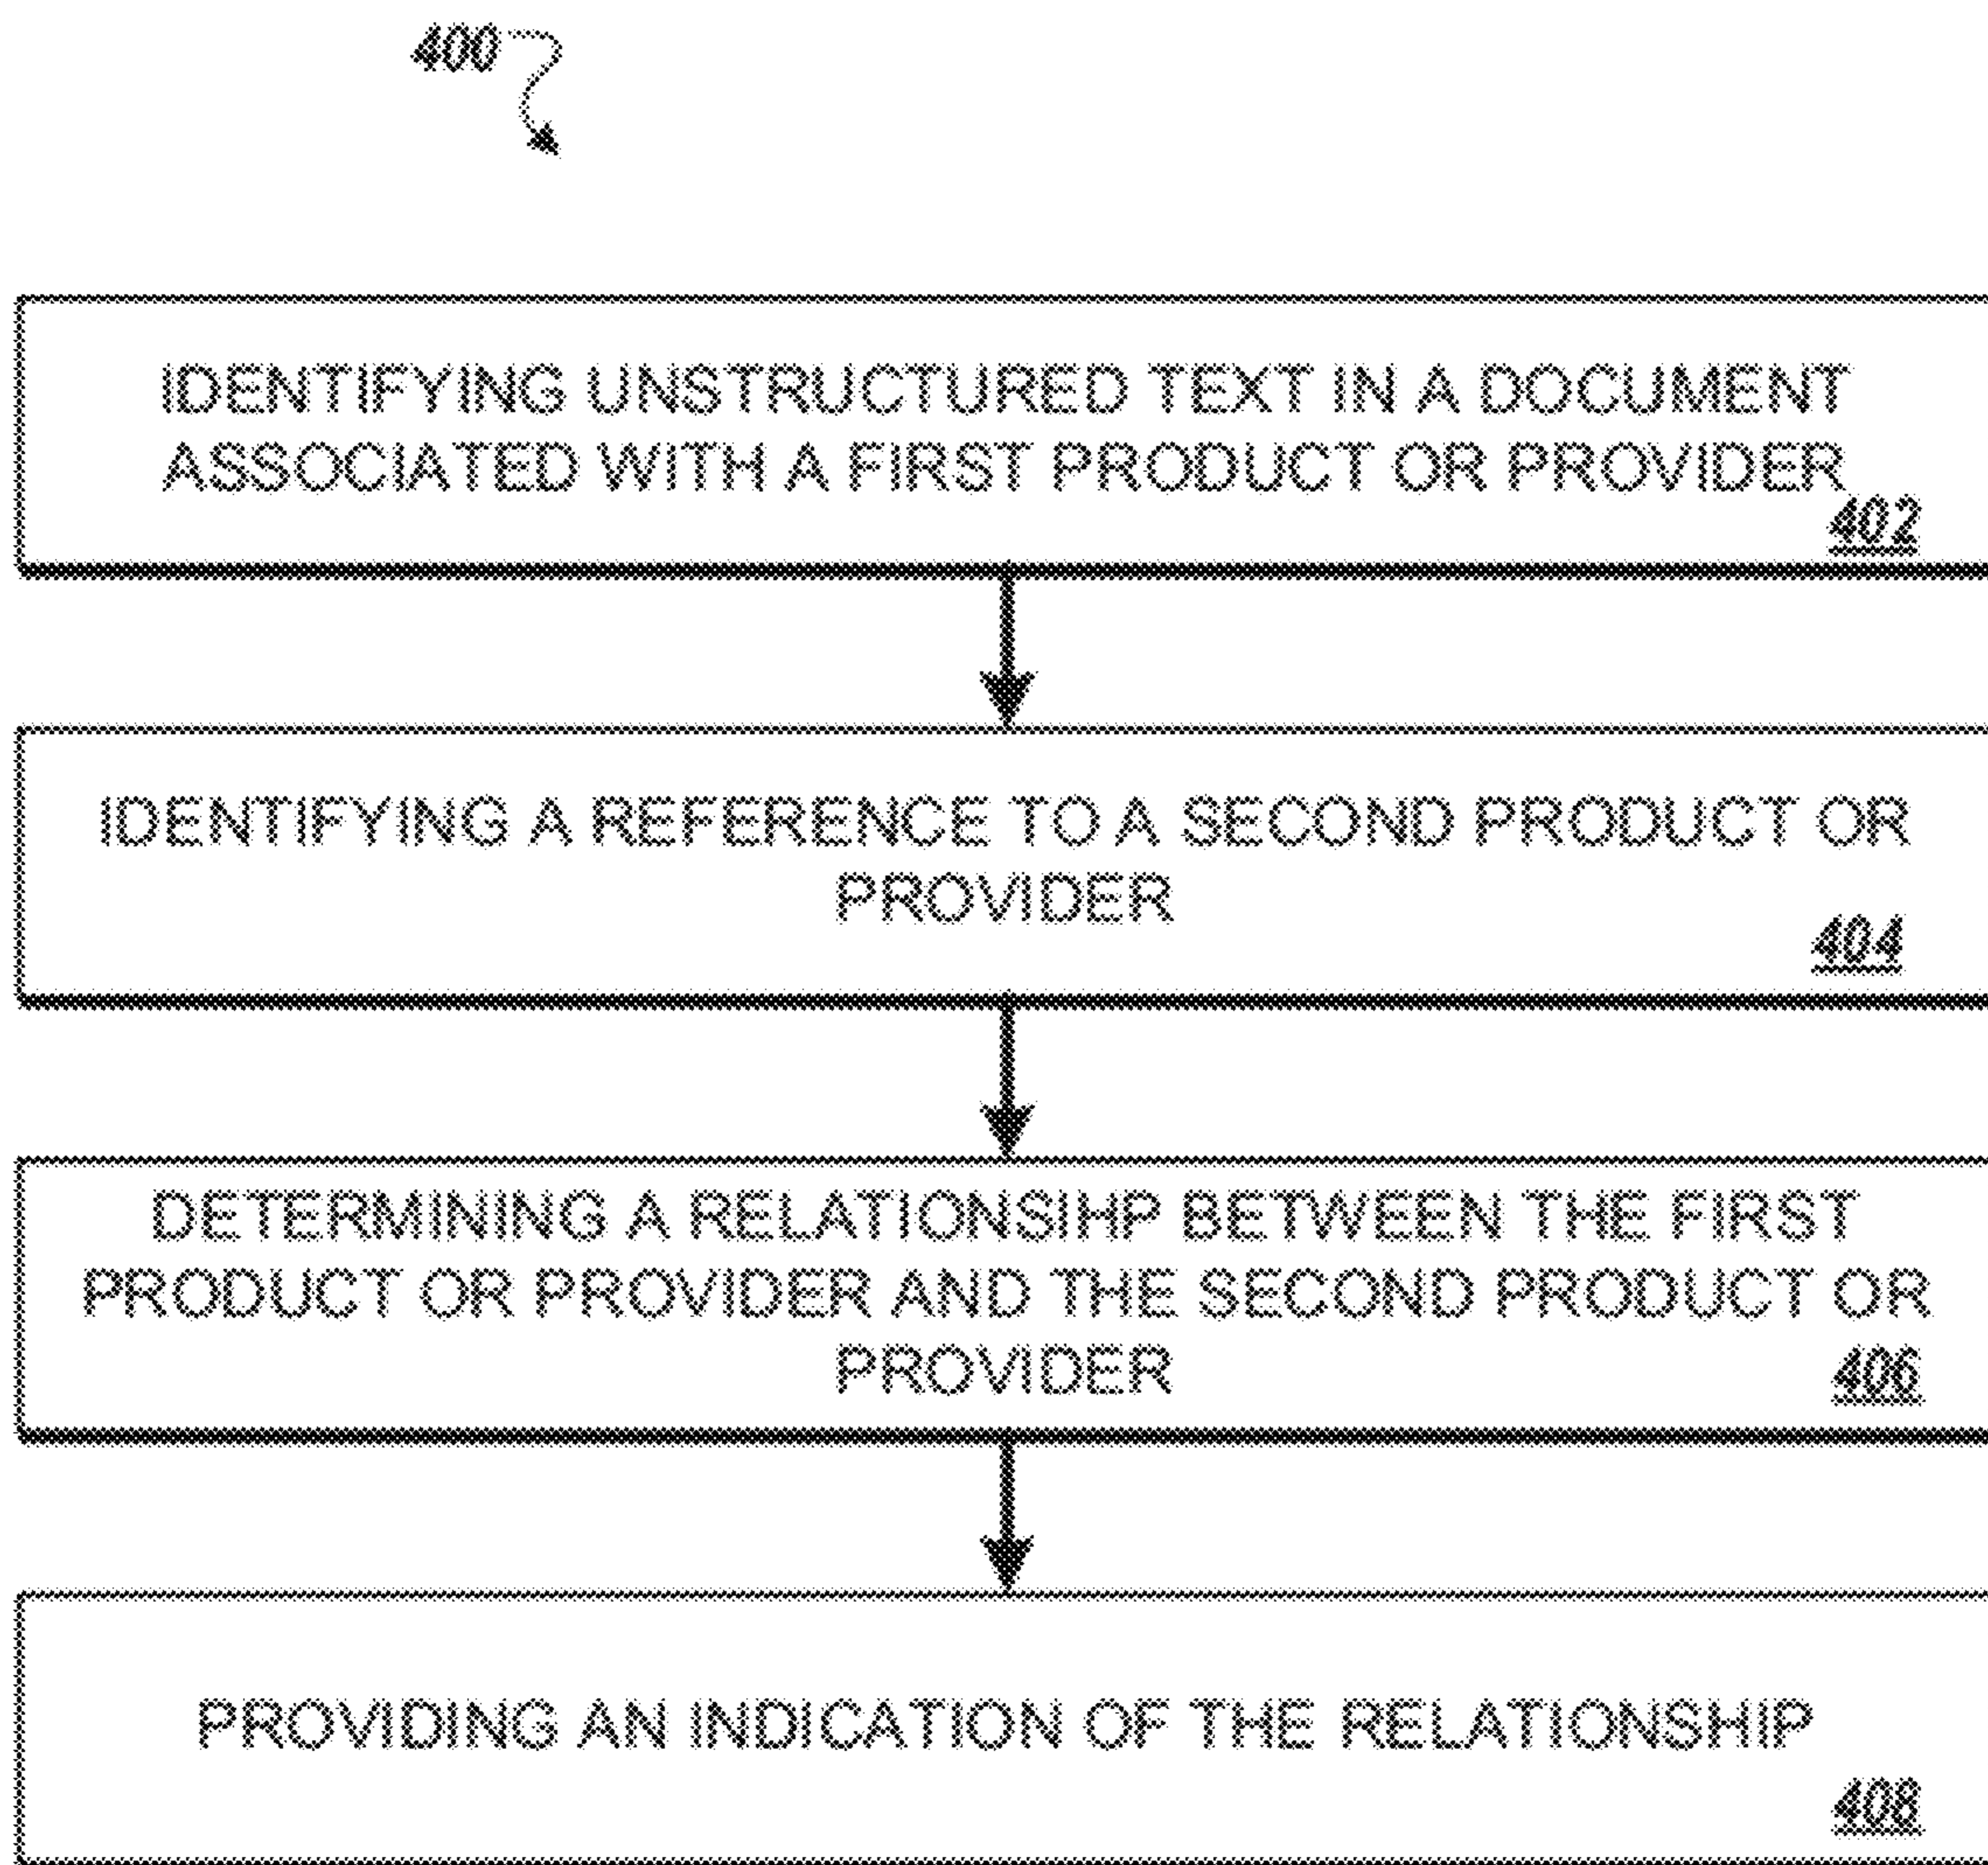 400
IDENTIFYING UNSTRUCTURED TEXT IN A DOCUMENT
ASSOCIATED WITH A FIRST PRODUCT OR PROVIDER
402
IDENTIFYING A REFERENCE TO A SECOND PRODUCT OR
PROVIDER
404
DETERMINING A RELATIONSIHP BETWEEN THE FIRST
PRODUCT OR PROVIDER AND THE SECOND PRODUCT OR
PROVIDER
406
PROVIDING AN INDICATION OF THE RELATIONSHIP
408